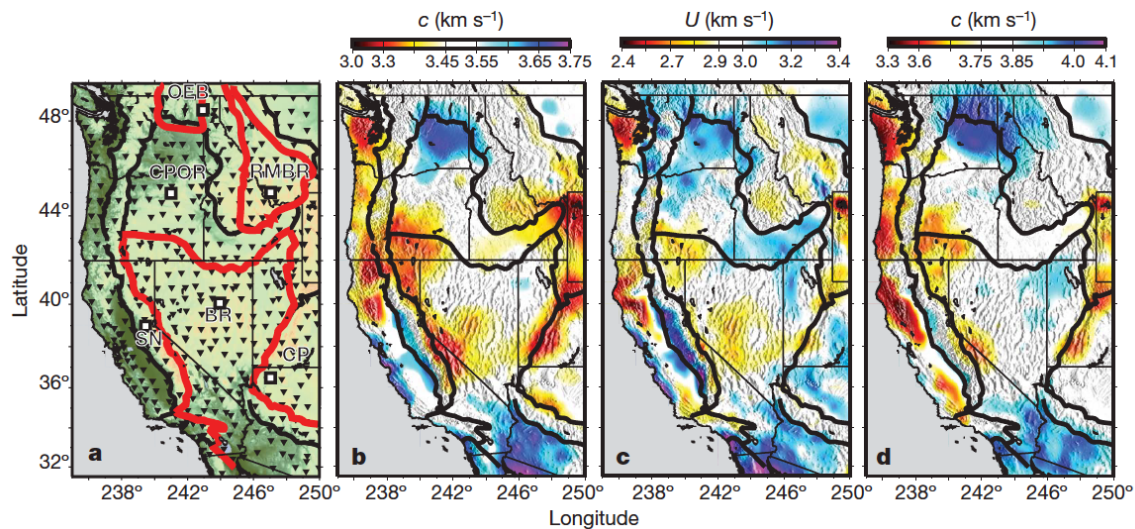 c (km s⁻¹) U (km s⁻¹) c (km s⁻¹)
3.0 3.3 3.45 3.55 3.65 3.75 2.4 2.7 2.9 3.0 3.2 3.4 3.3 3.6 3.75 3.85 4.0 4.1
OEB
48°
CPOR RMBR
44°
Latitude
40° BR
SN
CP
36°
32° a b c d
238° 242° 246° 250° 238° 242° 246° 250° 238° 242° 246° 250° 238° 242° 246° 250°
Longitude